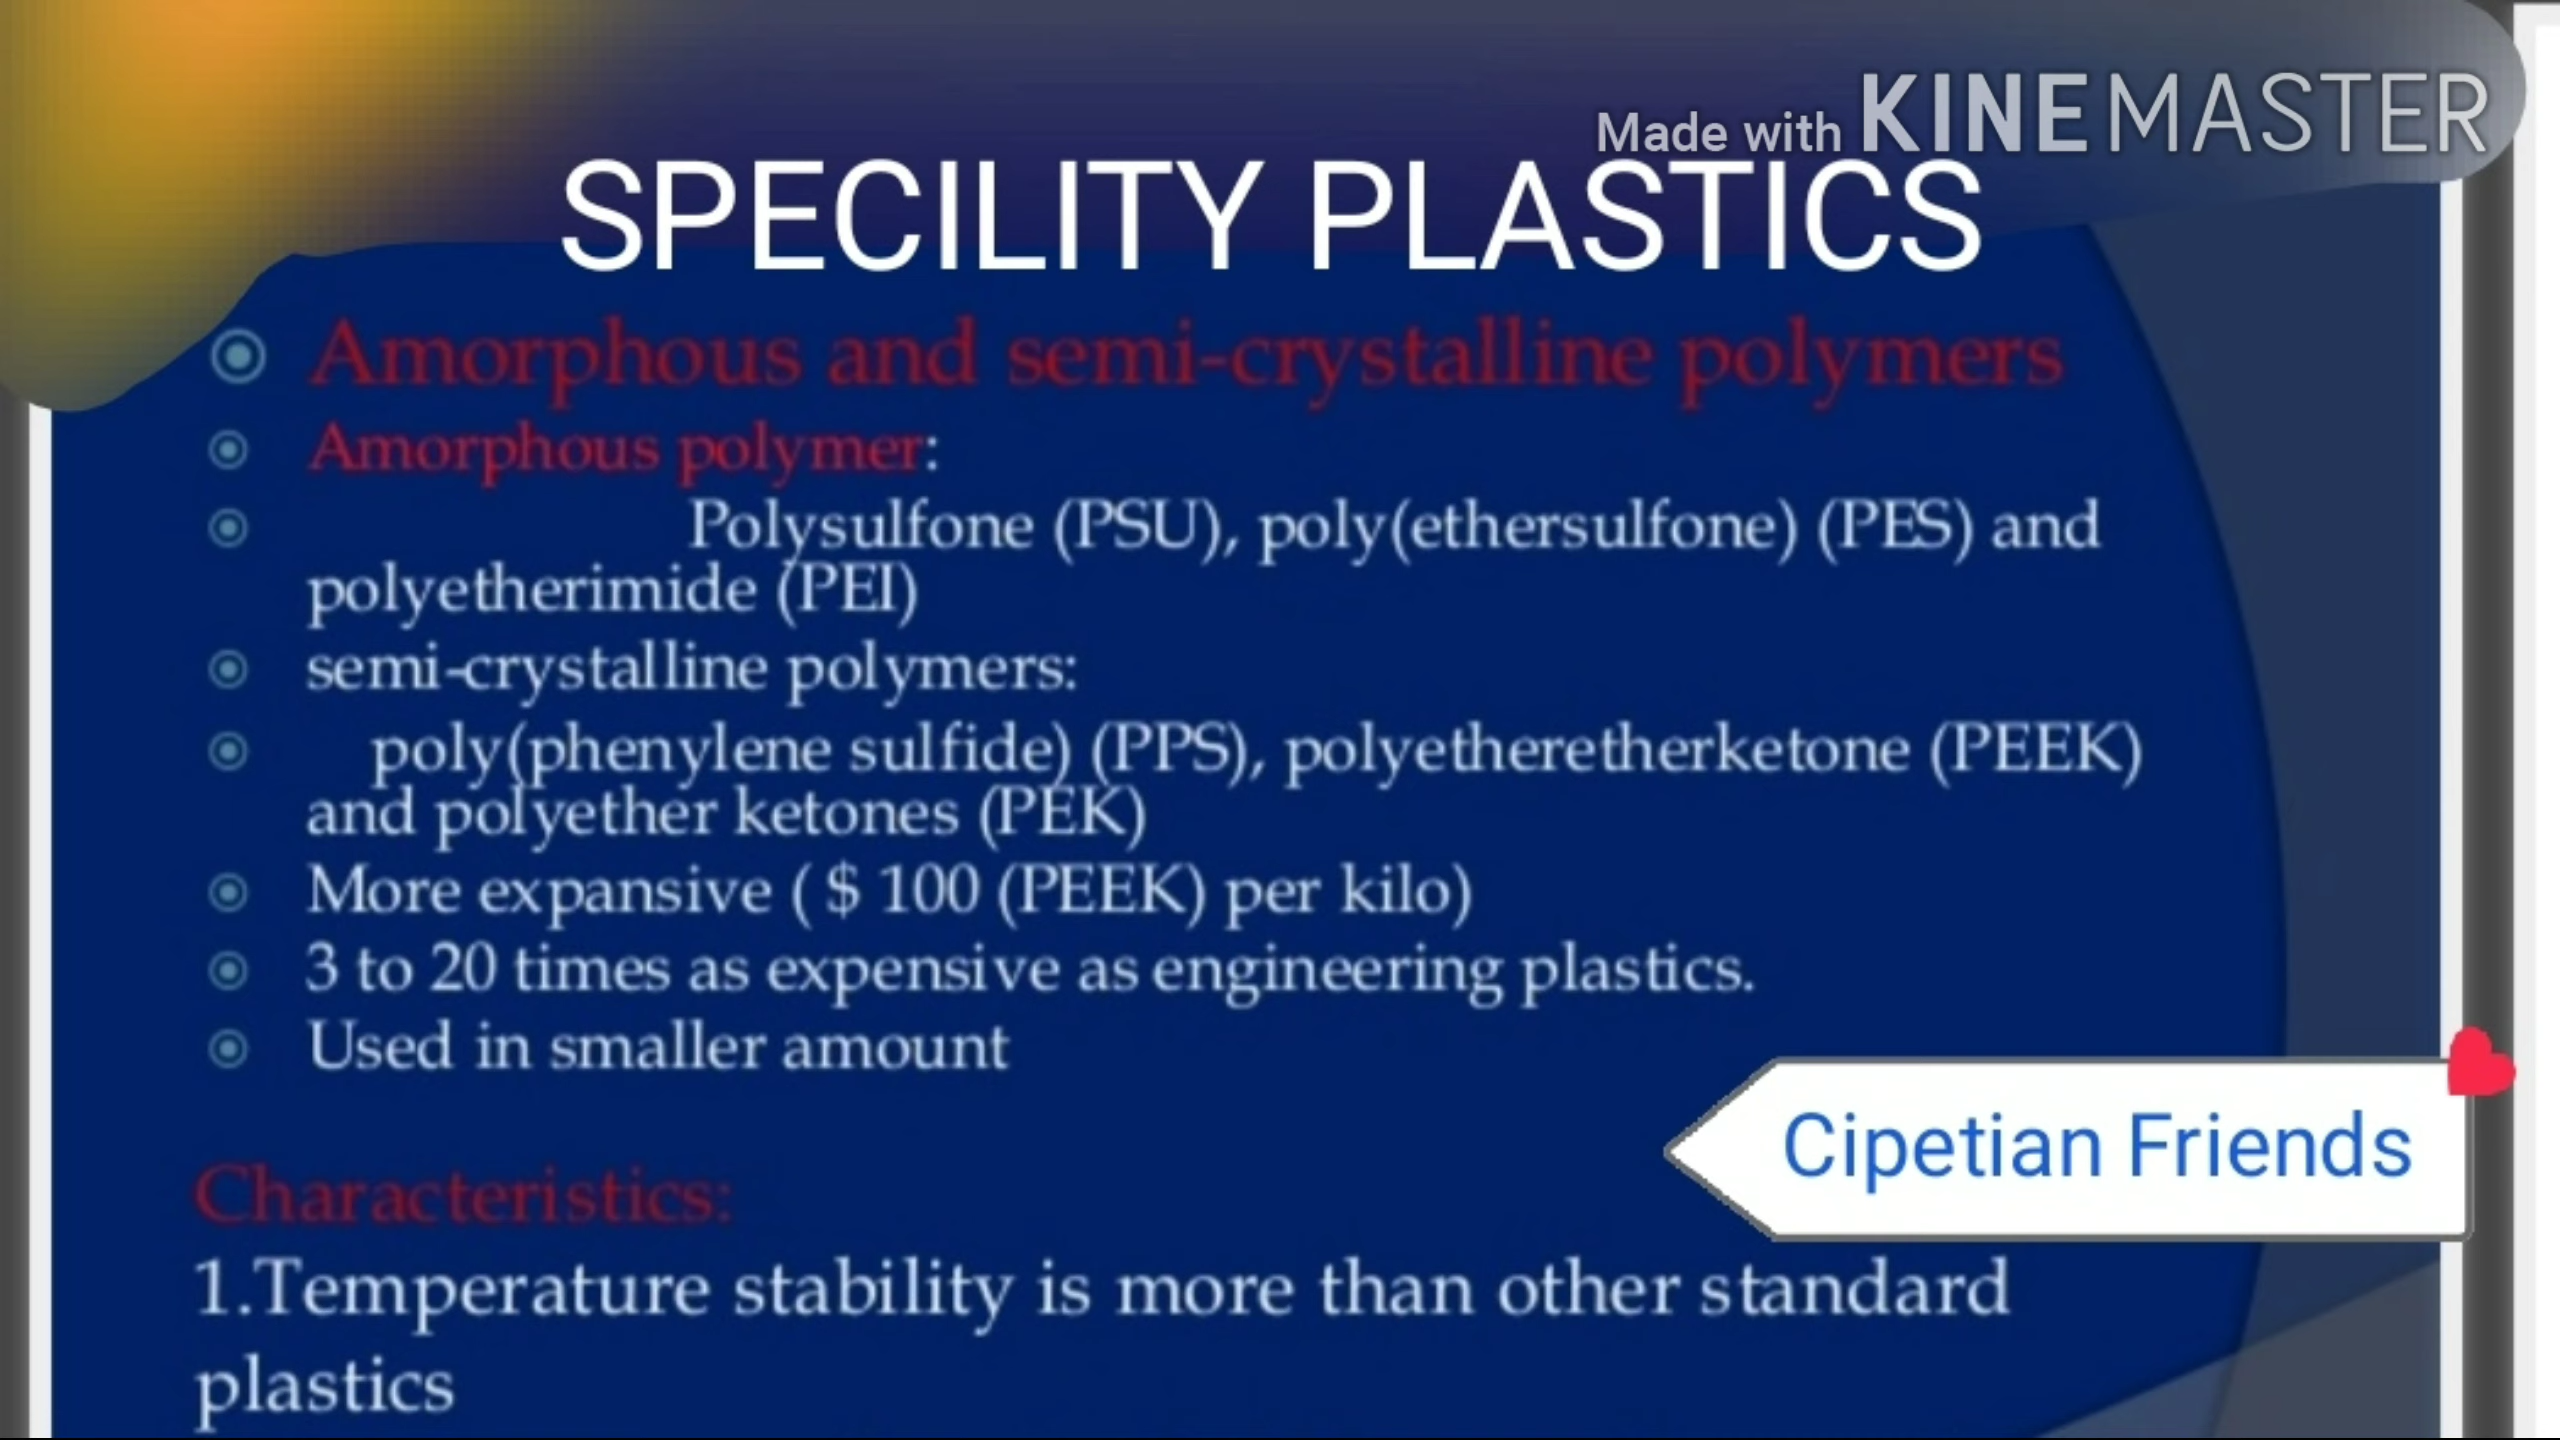 Made with KINEMASTER
SPECILITY PLASTICS
Amorphous and semi-crystalline polymers
Amorphous polymer:
Polysulfone (PSU), poly(ethersulfone) (PES) and
polyetherimide (PEI)
semi-crystalline polymers:
poly(phenylene sulfide) (PPS), polyetheretherketone (PEEK)
and polyether ketones (PEK)
More expansive ( $ 100 (PEEK) per kilo)
3 to 20 times as expensive as engineering plastics.
Used in smaller amount
Cipetian Friends
Characteristics:
1.Temperature stability is more than other standard
plastics